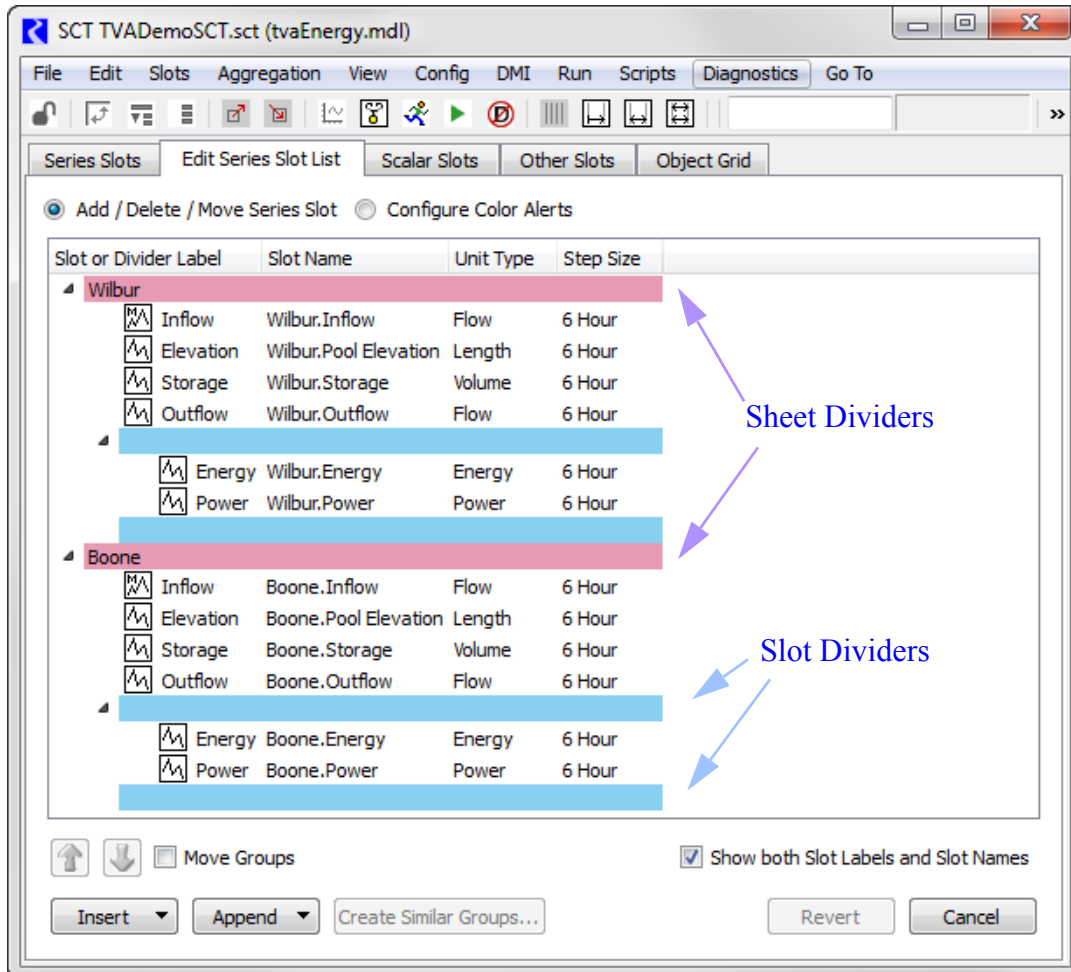 SCT TVADemoSCT.sct (tvaEnergy.mdl)
File Edit Slots Aggregation View Config DMI Run Scripts Diagnostics Go To
Series Slots Edit Series Slot List Scalar Slots Other Slots Object Grid
Add / Delete / Move Series Slot Configure Color Alerts
Slot or Divider Label Slot Name Unit Type Step Size
Wilbur
Inflow Wilbur.Inflow Flow 6 Hour
Elevation Wilbur.Pool Elevation Length 6 Hour
Storage Wilbur.Storage Volume 6 Hour
Outflow Wilbur.Outflow Flow 6 Hour
Sheet Dividers
Energy Wilbur.Energy Energy 6 Hour
Power Wilbur.Power Power 6 Hour
Boone
Inflow Boone.Inflow Flow 6 Hour
Elevation Boone.Pool Elevation Length 6 Hour
Storage Boone.Storage Volume 6 Hour
Slot Dividers
Outflow Boone.Outflow Flow 6 Hour
Energy Boone.Energy Energy 6 Hour
Power Boone.Power Power 6 Hour
Move Groups Show both Slot Labels and Slot Names
Insert Append Create Similar Groups... Revert Cancel